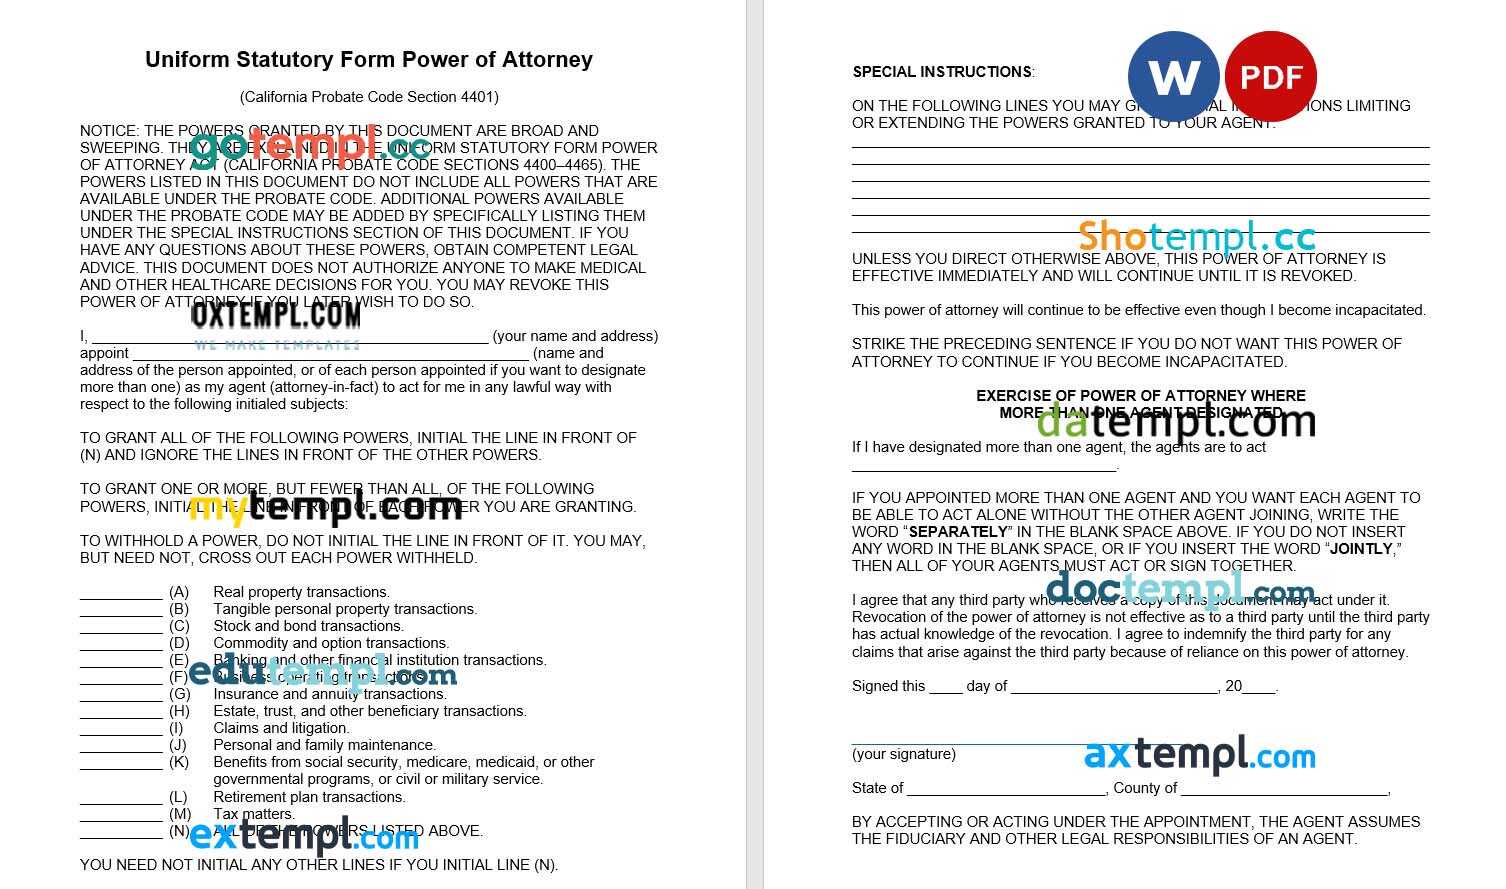 Uniform Statutory Form Power of Attorney
(California Probate Code Section 4401)
NOTICE: THE POWERS GRANTED BY THIS DOCUMENT ARE BROAD AND
SWEEPING. THEY ARE EXPLAINED IN THE UNIFORM STATUTORY FORM POWER
gotempl.cc
OF ATTORNEY ACT (CALIFORNIA PROBATE CODE SECTIONS 4400–4465). THE
POWERS LISTED IN THIS DOCUMENT DO NOT INCLUDE ALL POWERS THAT ARE
AVAILABLE UNDER THE PROBATE CODE. ADDITIONAL POWERS AVAILABLE
UNDER THE PROBATE CODE MAY BE ADDED BY SPECIFICALLY LISTING THEM
UNDER THE SPECIAL INSTRUCTIONS SECTION OF THIS DOCUMENT. IF YOU
HAVE ANY QUESTIONS ABOUT THESE POWERS, OBTAIN COMPETENT LEGAL
ADVICE. THIS DOCUMENT DOES NOT AUTHORIZE ANYONE TO MAKE MEDICAL
AND OTHER HEALTHCARE DECISIONS FOR YOU. YOU MAY REVOKE THIS
POWER OF ATTORNEY IF YOU LATER WISH TO DO SO.
OXTEMPL.COM
WE MAKE TEMPLATES
I, ________________ (your name and address)
appoint ________________ (name and
address of the person appointed, or of each person appointed if you want to designate
more than one) as my agent (attorney-in-fact) to act for me in any lawful way with
respect to the following initialed subjects:
TO GRANT ALL OF THE FOLLOWING POWERS, INITIAL THE LINE IN FRONT OF
(N) AND IGNORE THE LINES IN FRONT OF THE OTHER POWERS.
TO GRANT ONE OR MORE, BUT FEWER THAN ALL, OF THE FOLLOWING
POWERS, INITIAL THE LINE IN FRONT OF EACH POWER YOU ARE GRANTING.
mytempl.com
TO WITHHOLD A POWER, DO NOT INITIAL THE LINE IN FRONT OF IT. YOU MAY,
BUT NEED NOT, CROSS OUT EACH POWER WITHHELD.
__________ (A) Real property transactions.
__________ (B) Tangible personal property transactions.
__________ (C) Stock and bond transactions.
__________ (D) Commodity and option transactions.
__________ (E) Banking and other financial institution transactions.
__________ (F) Business operating transactions.
edutempl.com
__________ (G) Insurance and annuity transactions.
__________ (H) Estate, trust, and other beneficiary transactions.
__________ (I) Claims and litigation.
__________ (J) Personal and family maintenance.
__________ (K) Benefits from social security, medicare, medicaid, or other
governmental programs, or civil or military service.
__________ (L) Retirement plan transactions.
__________ (M) Tax matters.
__________ (N) ALL OF THE POWERS LISTED ABOVE.
extempl.com
YOU NEED NOT INITIAL ANY OTHER LINES IF YOU INITIAL LINE (N).
W PDF
SPECIAL INSTRUCTIONS:
ON THE FOLLOWING LINES YOU MAY LIMITING
OR EXTENDING THE POWERS GRANTED TO YOUR AGENT.
Shotempl.cc
UNLESS YOU DIRECT OTHERWISE ABOVE, THIS POWER OF ATTORNEY IS
EFFECTIVE IMMEDIATELY AND WILL CONTINUE UNTIL IT IS REVOKED.
This power of attorney will continue to be effective even though I become incapacitated.
STRIKE THE PRECEDING SENTENCE IF YOU DO NOT WANT THIS POWER OF
ATTORNEY TO CONTINUE IF YOU BECOME INCAPACITATED.
EXERCISE OF POWER OF ATTORNEY WHERE
MORE THAN ONE AGENT DESIGNATED
datempl.com
If I have designated more than one agent, the agents are to act
________________.
IF YOU APPOINTED MORE THAN ONE AGENT AND YOU WANT EACH AGENT TO
BE ABLE TO ACT ALONE WITHOUT THE OTHER AGENT JOINING, WRITE THE
WORD “SEPARATELY” IN THE BLANK SPACE ABOVE. IF YOU DO NOT INSERT
ANY WORD IN THE BLANK SPACE, OR IF YOU INSERT THE WORD “JOINTLY,”
THEN ALL OF YOUR AGENTS MUST ACT OR SIGN TOGETHER.
doctempl.com
I agree that any third party who receives a copy of this document may act under it.
Revocation of the power of attorney is not effective as to a third party until the third party
has actual knowledge of the revocation. I agree to indemnify the third party for any
claims that arise against the third party because of reliance on this power of attorney.
Signed this ____ day of ________________, 20____.
(your signature)
axtempl.com
State of ________________, County of ________________,
BY ACCEPTING OR ACTING UNDER THE APPOINTMENT, THE AGENT ASSUMES
THE FIDUCIARY AND OTHER LEGAL RESPONSIBILITIES OF AN AGENT.